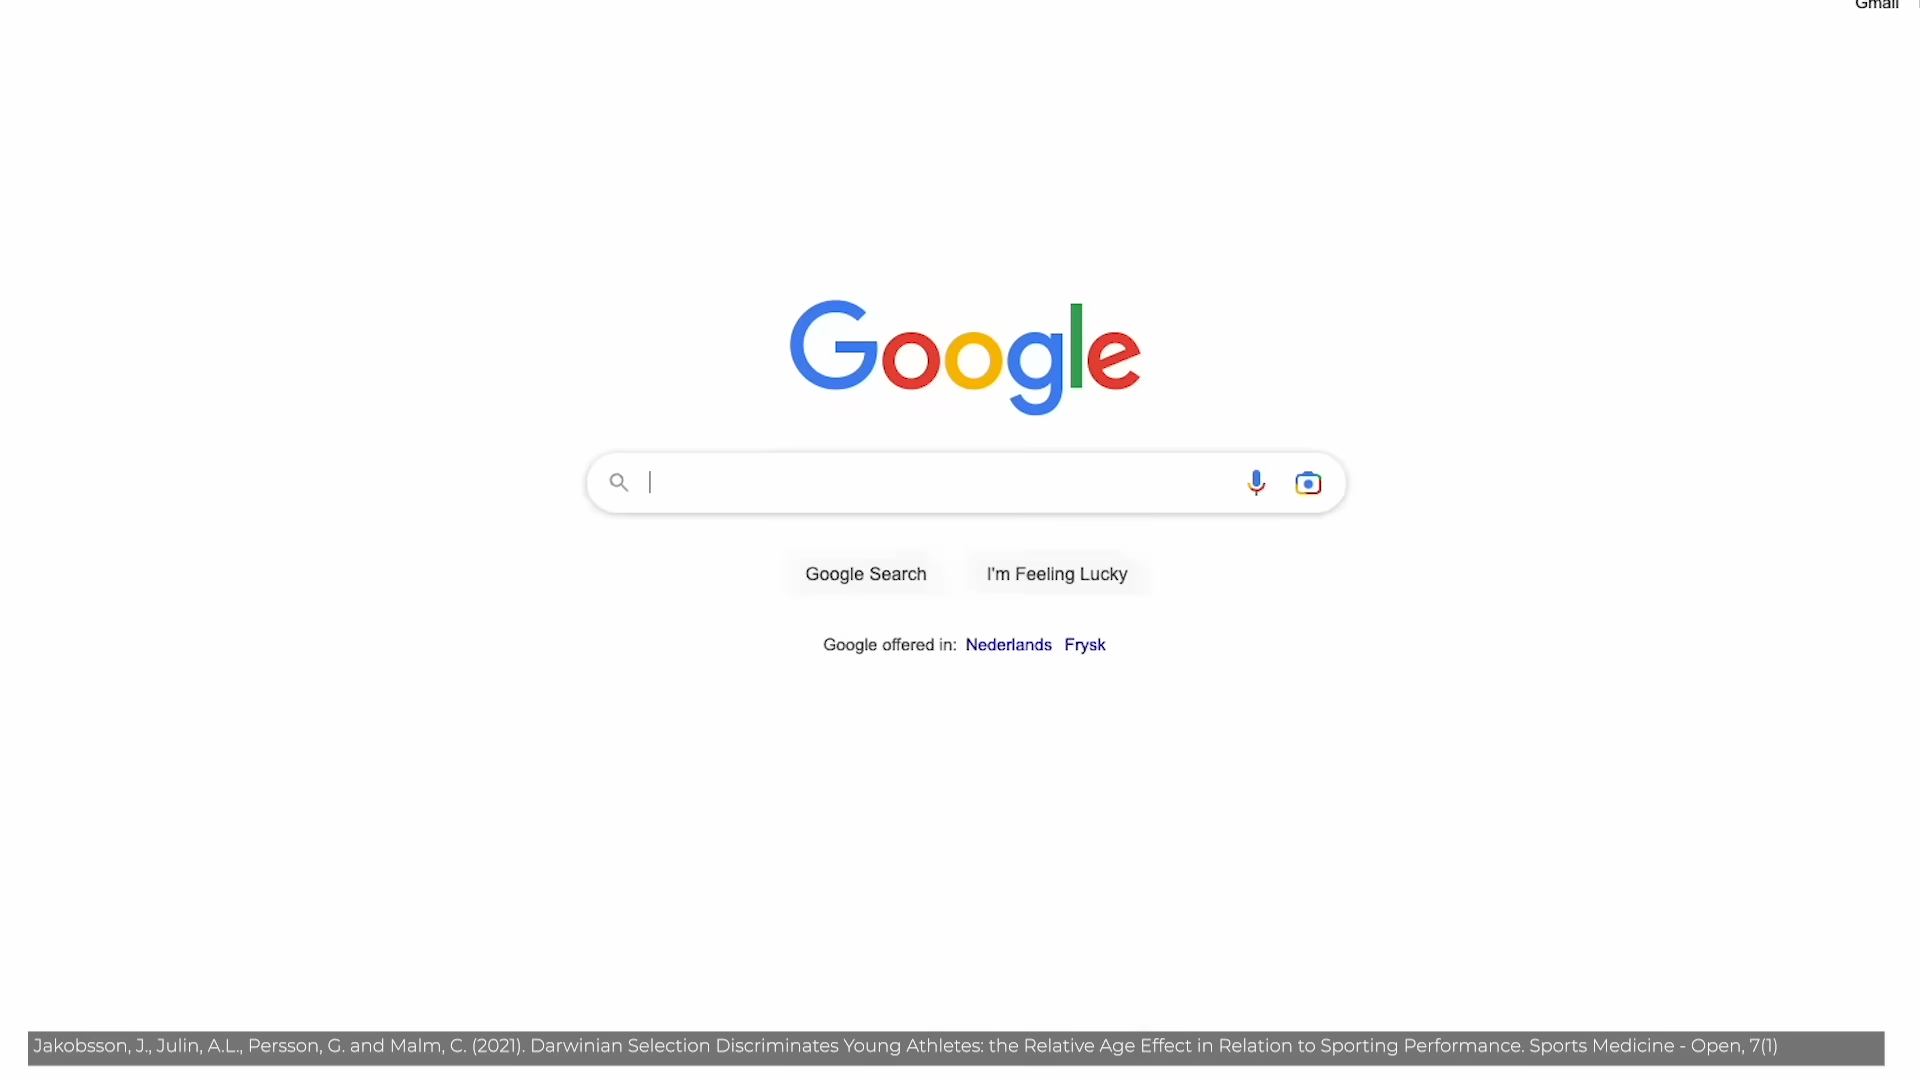 Gmail
Google
Google Search I'm Feeling Lucky
Google offered in: Nederlands Frysk
Jakobsson, J., Julin, A.L., Persson, G. and Malm, C. (2021). Darwinian Selection Discriminates Young Athletes: the Relative Age Effect in Relation to Sporting Performance. Sports Medicine - Open, 7(1)